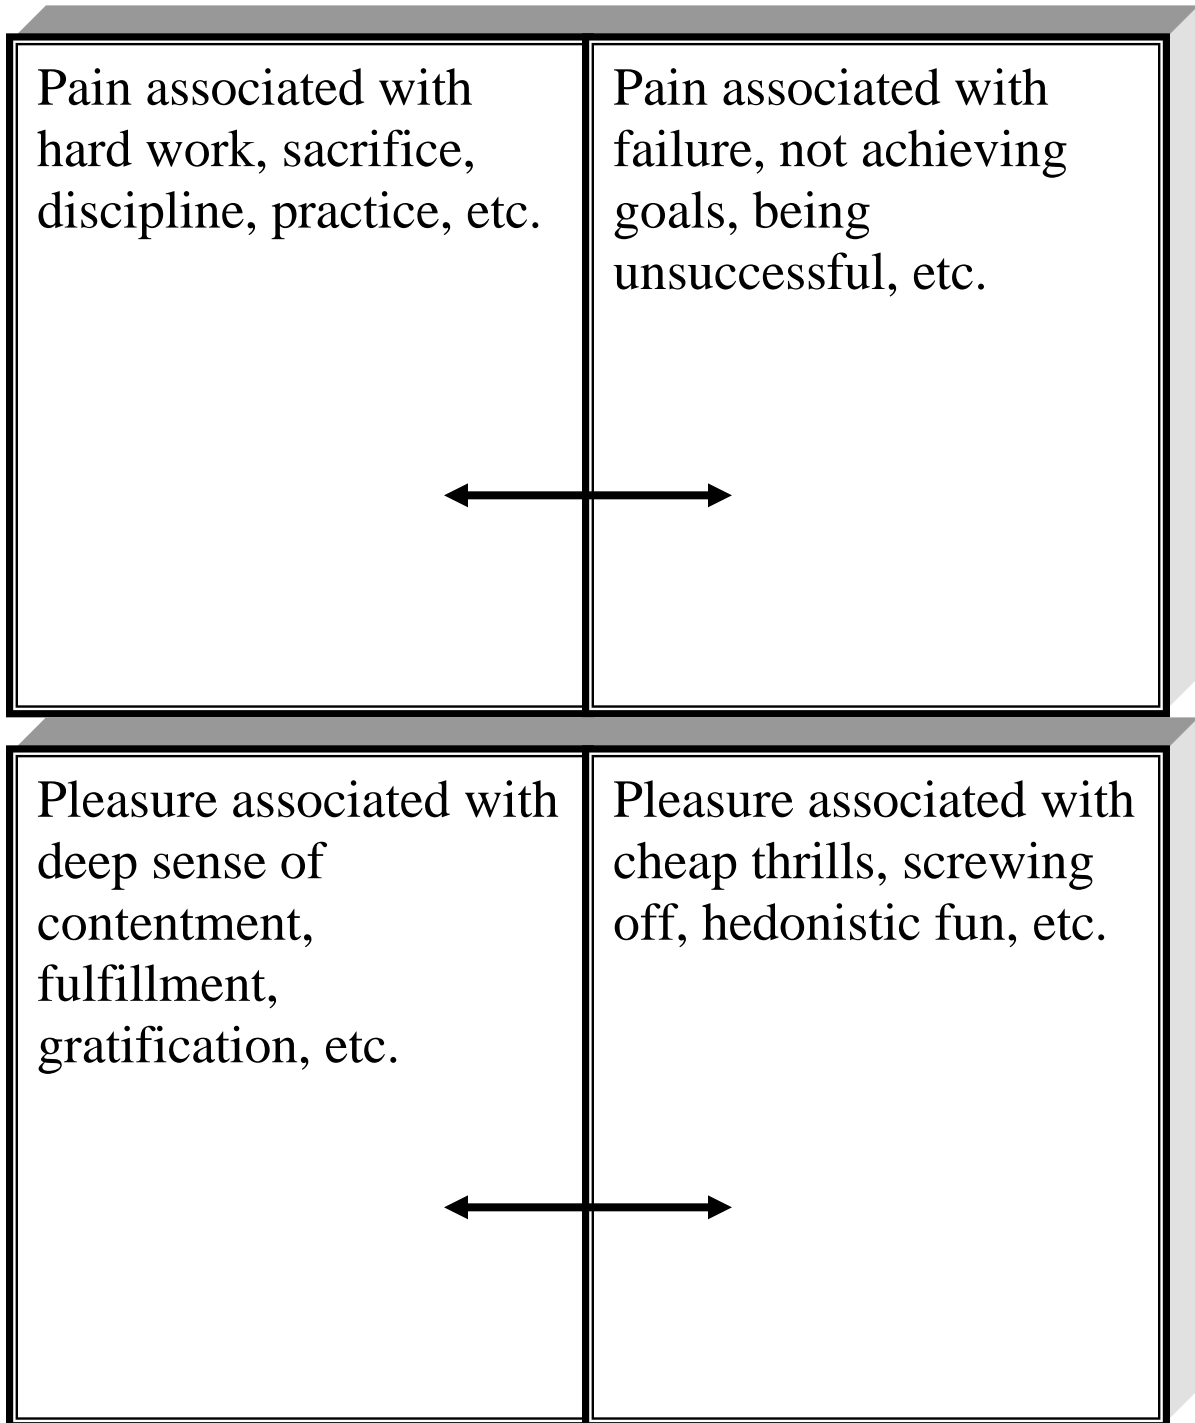 Pain associated with
hard work, sacrifice,
discipline, practice, etc.
Pain associated with
failure, not achieving
goals, being
unsuccessful, etc.
Pleasure associated with
deep sense of
contentment,
fulfillment,
gratification, etc.
Pleasure associated with
cheap thrills, screwing
off, hedonistic fun, etc.